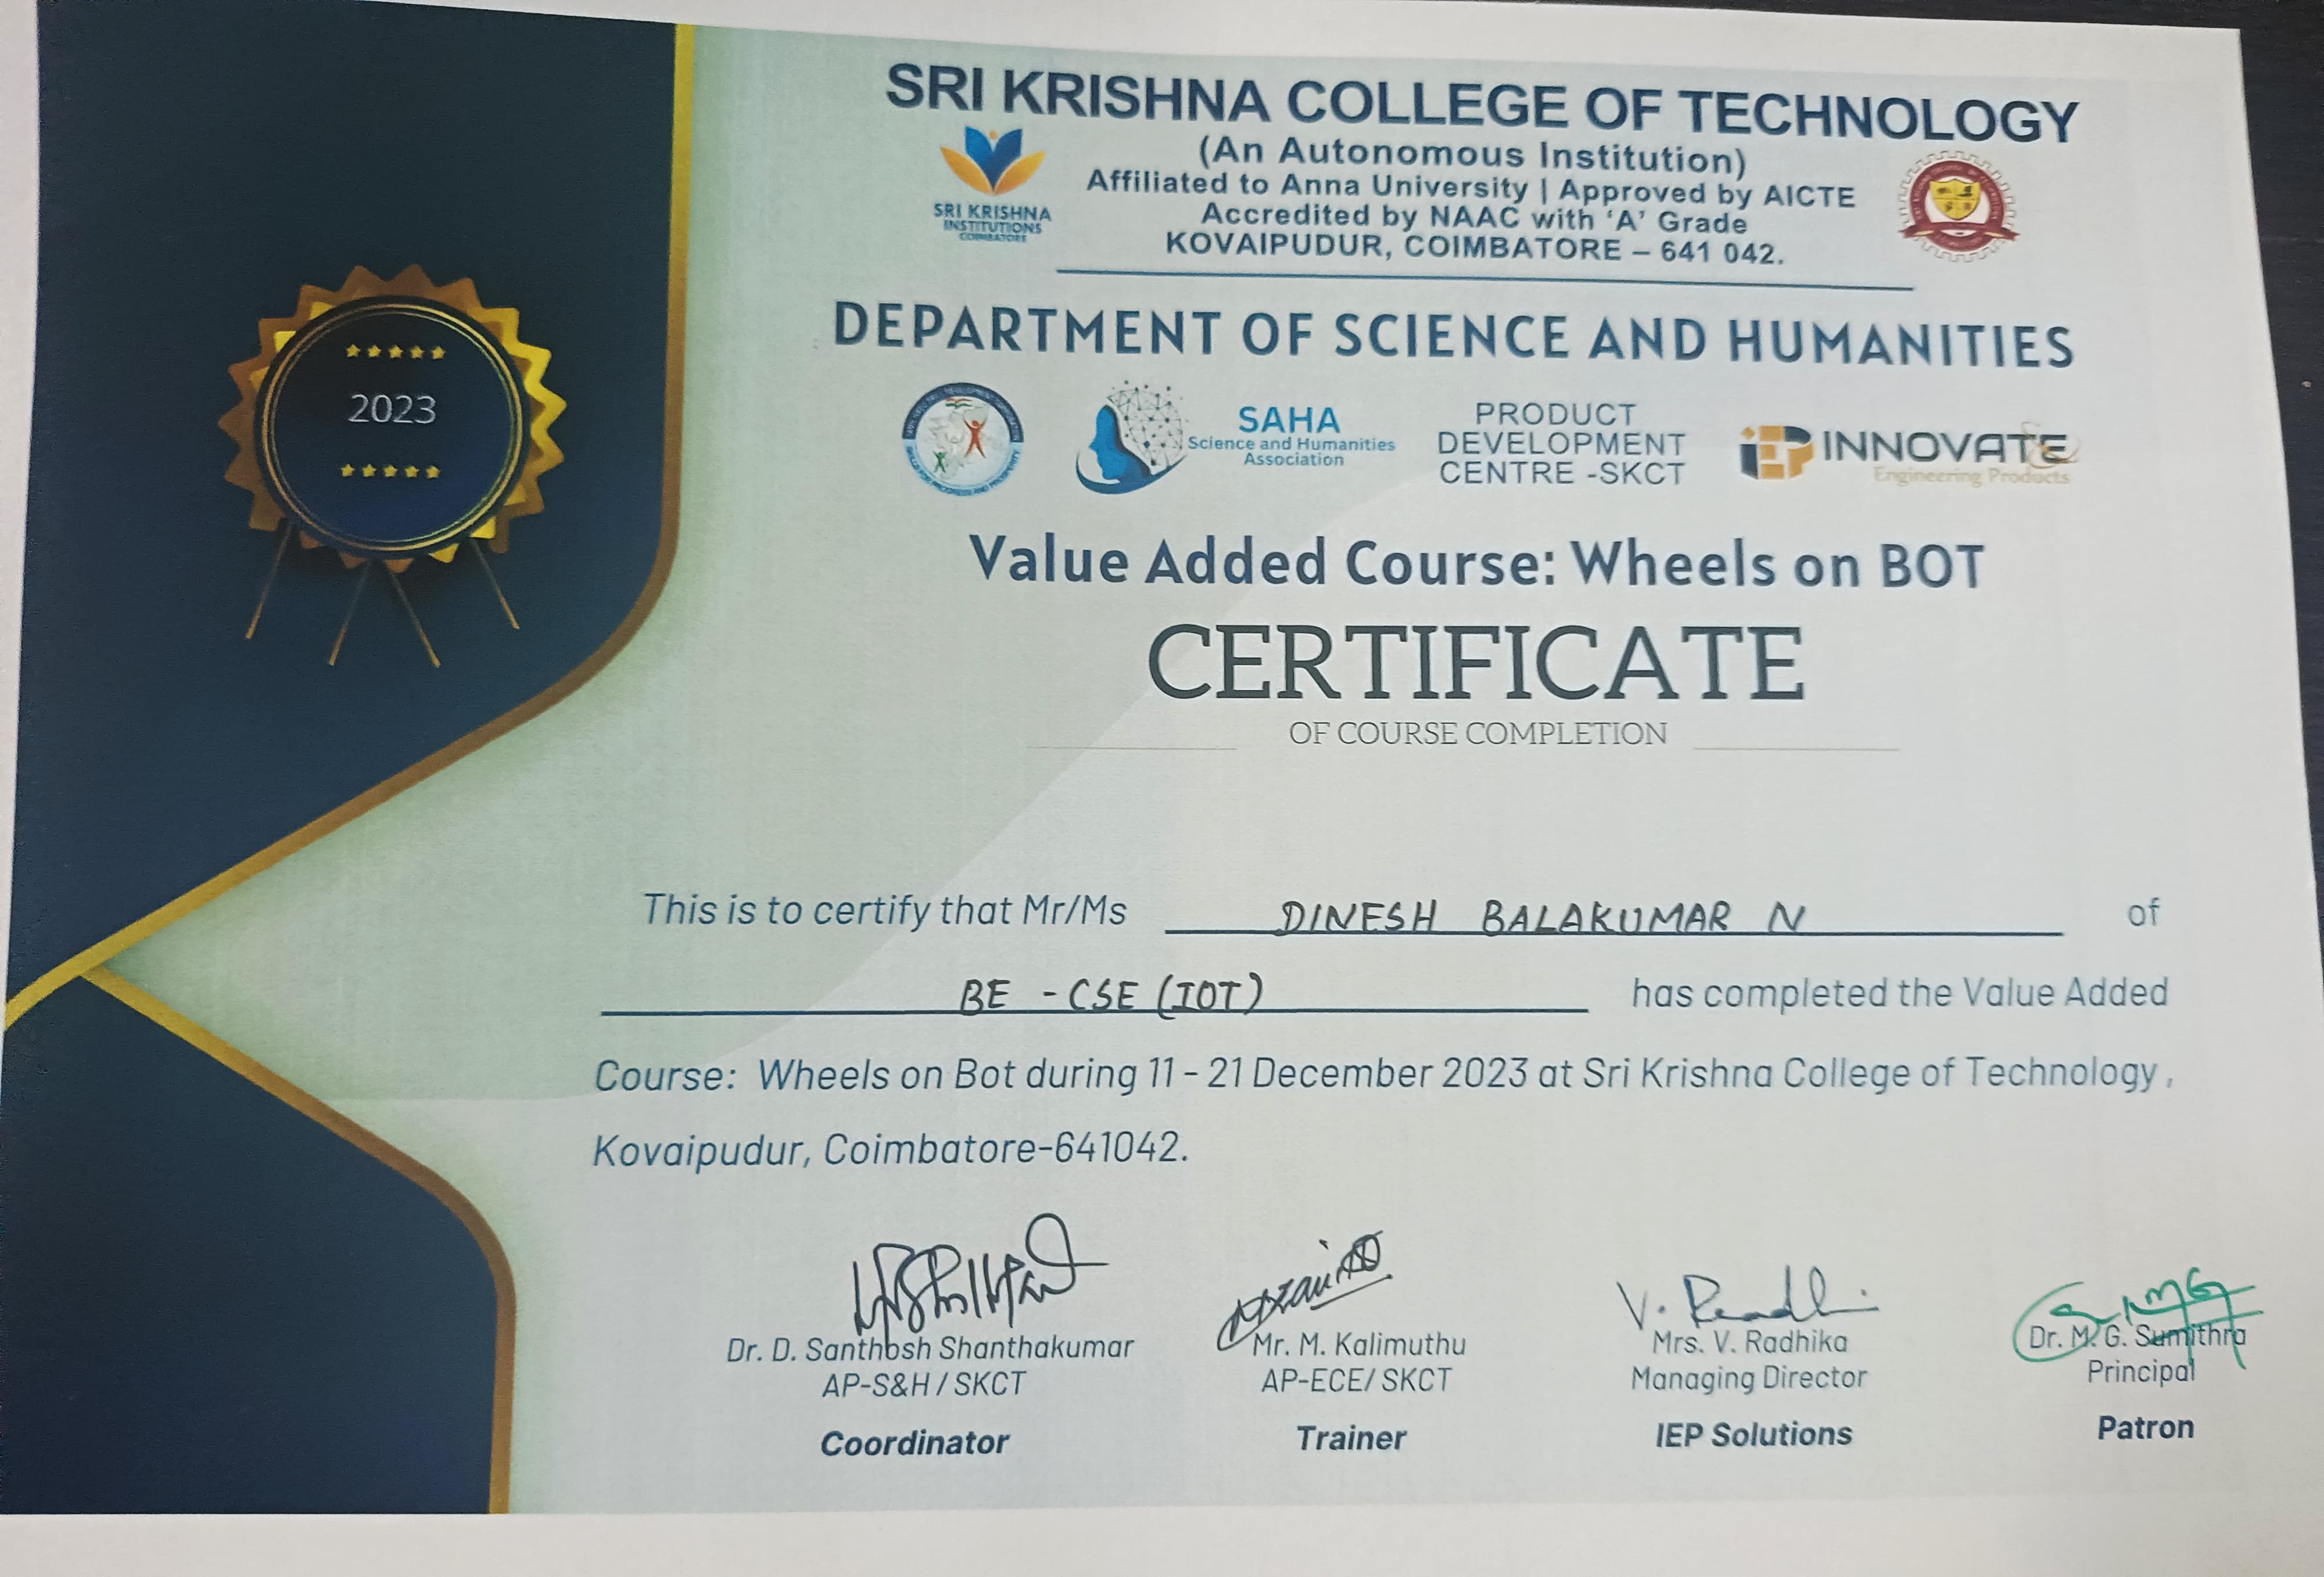 SRI KRISHNA COLLEGE OF TECHNOLOGY
(An Autonomous Institution)
Affiliated to Anna University | Approved by AICTE
Accredited by NAAC with ‘A’ Grade
KOVAIPUDUR, COIMBATORE – 641 042.
SRI KRISHNA
INSTITUTIONS
COIMBATORE
DEPARTMENT OF SCIENCE AND HUMANITIES
SAHA
Science and Humanities
Association
PRODUCT
DEVELOPMENT
CENTRE -SKCT
iEP INNOVATE
Engineering Products
2023
Value Added Course: Wheels on BOT
CERTIFICATE
OF COURSE COMPLETION
This is to certify that Mr/Ms DINESH BALAKUMAR N of
BE - CSE (IOT) has completed the Value Added
Course: Wheels on Bot during 11 - 21 December 2023 at Sri Krishna College of Technology ,
Kovaipudur, Coimbatore-641042.
V. Radhi
Dr. D. Santhosh Shanthakumar
AP-S&H / SKCT
Coordinator
Mr. M. Kalimuthu
AP-ECE/ SKCT
Trainer
Mrs. V. Radhika
Managing Director
IEP Solutions
Dr. M. G. Sumithra
Principal
Patron